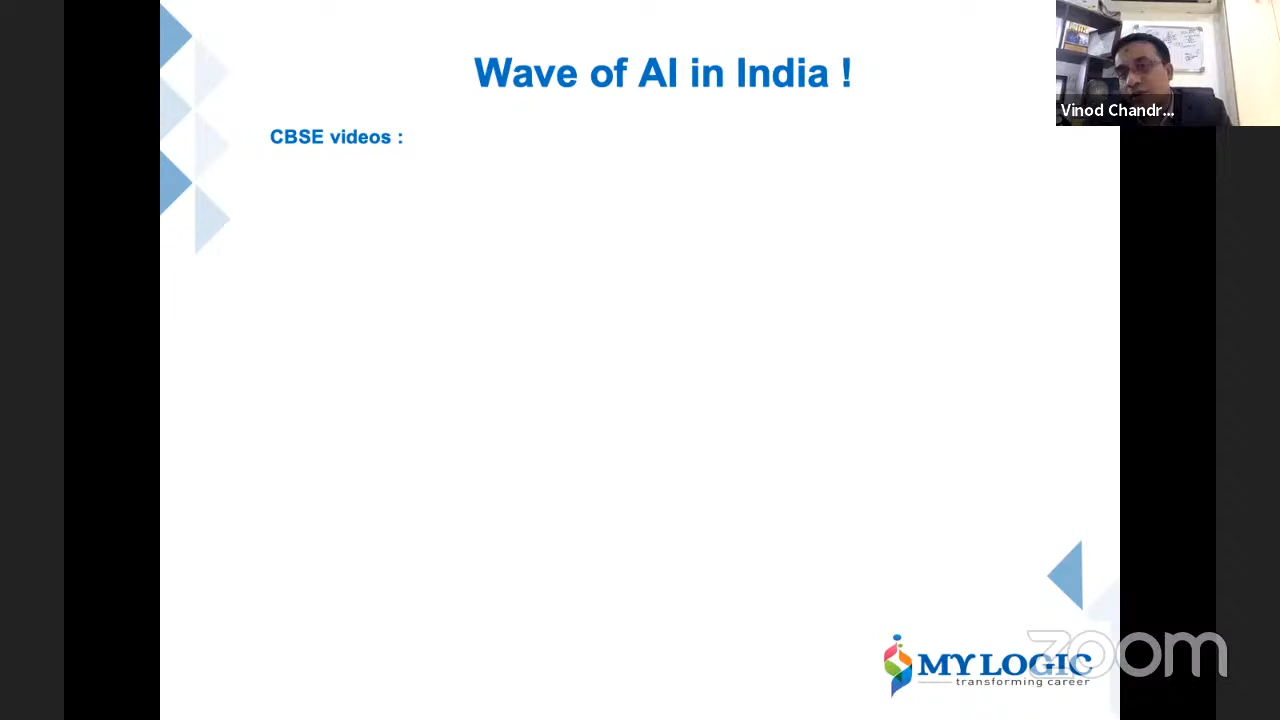 Wave of AI in India !
Vinod Chandr...
CBSE videos :
MY LOGIC
transforming career
zoom